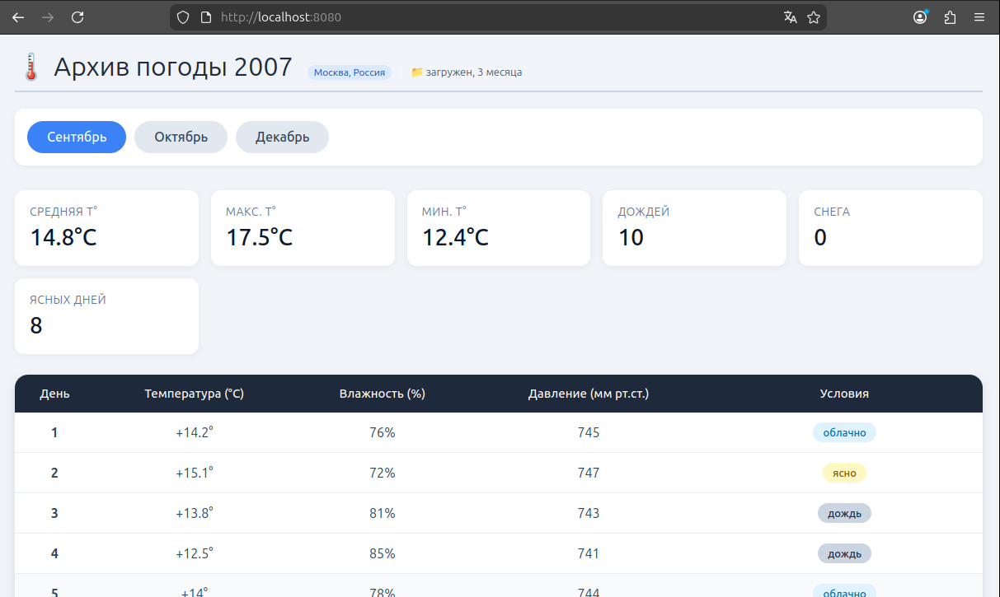 http://localhost:8080
Архив погоды 2007 Москва, Россия загружен, 3 месяца
Сентябрь Октябрь Декабрь
СРЕДНЯЯ T° МАКС. T° МИН. T° ДОЖДЕЙ СНЕГА
14.8°C 17.5°C 12.4°C 10 0
ЯСНЫХ ДНЕЙ
8
День Температура (°C) Влажность (%) Давление (мм рт.ст.) Условия
1 +14.2° 76% 745 облачно
2 +15.1° 72% 747 ясно
3 +13.8° 81% 743 дождь
4 +12.5° 85% 741 дождь
5 +14° 78% 744 облачно